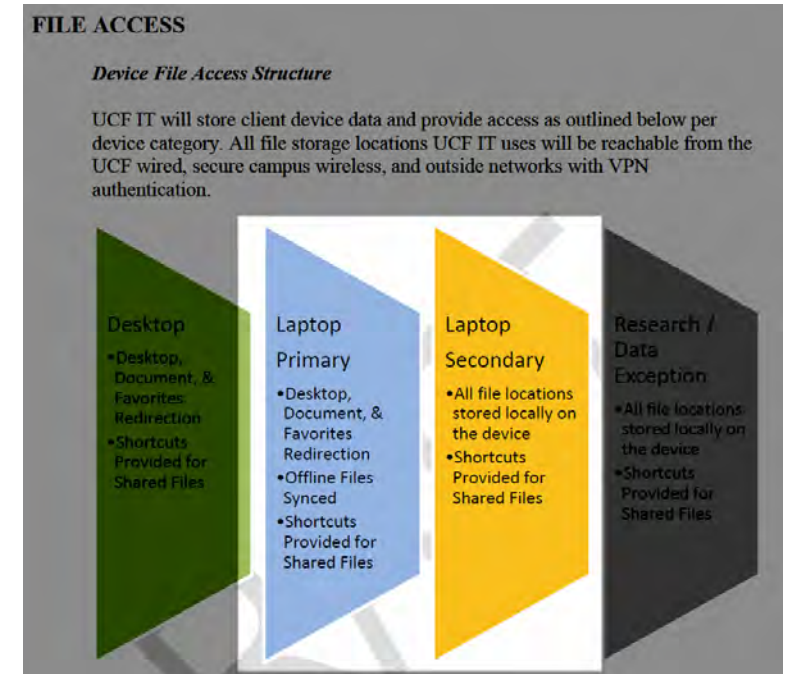 FILE ACCESS
Device File Access Structure
UCF IT will store client device data and provide access as outlined below per
device category. All file storage locations UCF IT uses will be reachable from the
UCF wired, secure campus wireless, and outside networks with VPN
authentication.
Desktop
•Desktop,
Document, &
Favorites
Redirection
•Shortcuts
Provided for
Shared Files
Laptop
Primary
•Desktop,
Document, &
Favorites
Redirection
•Offline Files
Synced
•Shortcuts
Provided for
Shared Files
Laptop
Secondary
•All file locations
stored locally on
the device
•Shortcuts
Provided for
Shared Files
Research /
Data
Exception
•All file locations
stored locally on
the device
•Shortcuts
Provided for
Shared Files